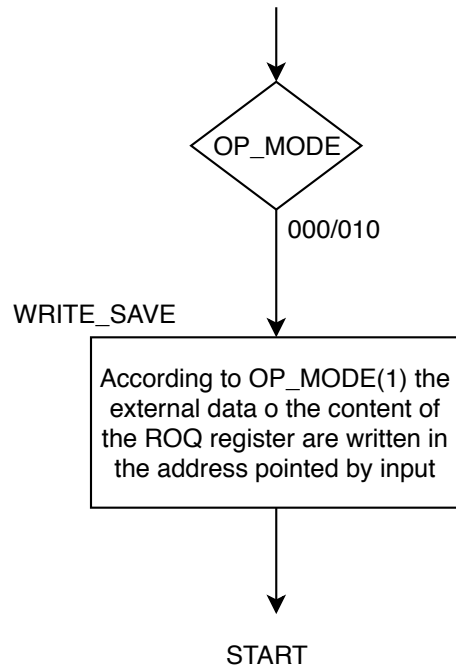 OP_MODE
000/010
WRITE_SAVE
According to OP_MODE(1) the
external data o the content of
the ROQ register are written in
the address pointed by input
START